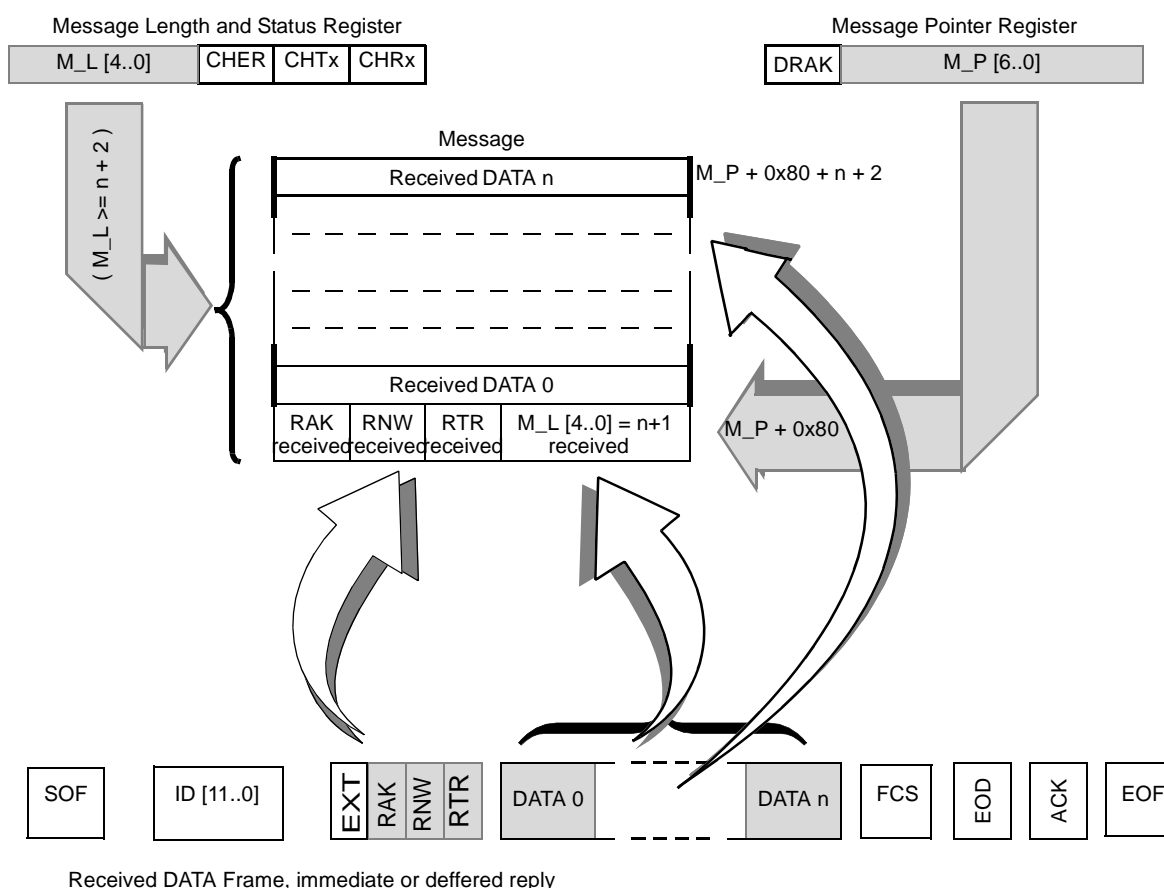 Message Length and Status Register
Message Pointer Register
M_L [4..0] CHER CHTx CHRx
DRAK M_P [6..0]
( M_L >= n + 2 )
Message
Received DATA n
M_P + 0x80 + n + 2
Received DATA 0
RAK received
RNW received
RTR received
M_L [4..0] = n+1 received
M_P + 0x80
SOF ID [11..0] EXT RAK RNW RTR DATA 0 DATA n FCS EOD ACK EOF
Received DATA Frame, immediate or deffered reply